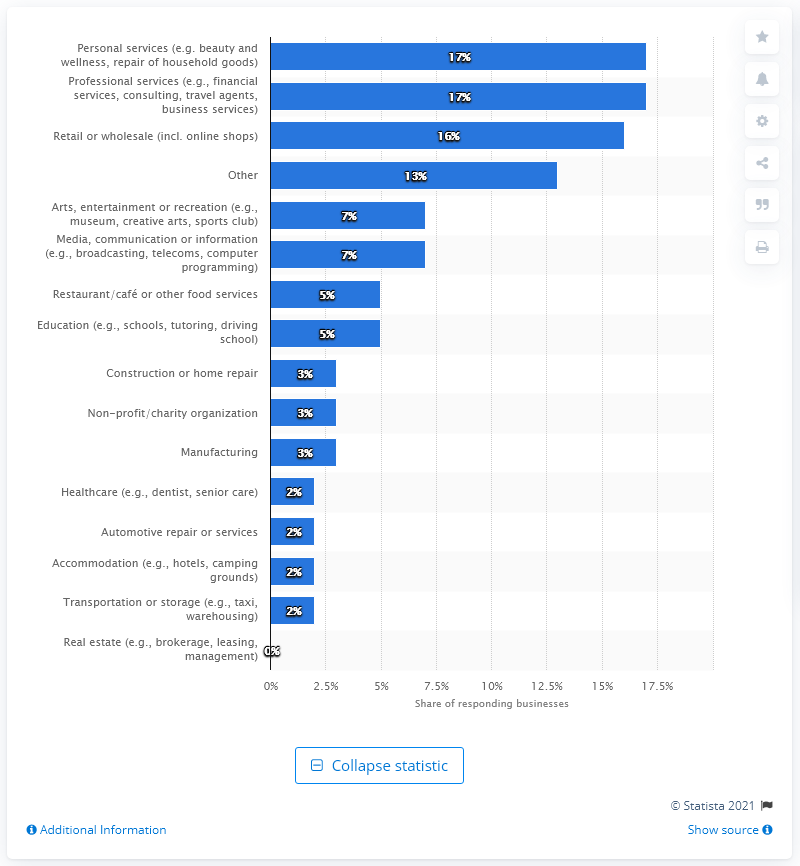 Personal services (e.g. beauty and
wellness, repair of household goods)
17%
Professional services (e.g., financial
services, consulting, travel agents,
business services)
17%
Retail or wholesale (incl. online shops)
16%
Other
13%
Arts, entertainment or recreation (e.g.,
museum, creative arts, sports club)
7%
Media, communication or information
(e.g., broadcasting, telecoms, computer
programming)
7%
Restaurant/café or other food services
5%
Education (e.g., schools, tutoring, driving
school)
5%
Construction or home repair
3%
Non-profit/charity organization
3%
Manufacturing
3%
Healthcare (e.g., dentist, senior care)
2%
Automotive repair or services
2%
Accommodation (e.g., hotels, camping
grounds)
2%
Transportation or storage (e.g., taxi,
warehousing)
2%
Real estate (e.g., brokerage, leasing,
management)
0%
0% 2.5% 5% 7.5% 10% 12.5% 15% 17.5%
Share of responding businesses
Collapse statistic
© Statista 2021
Additional Information
Show source